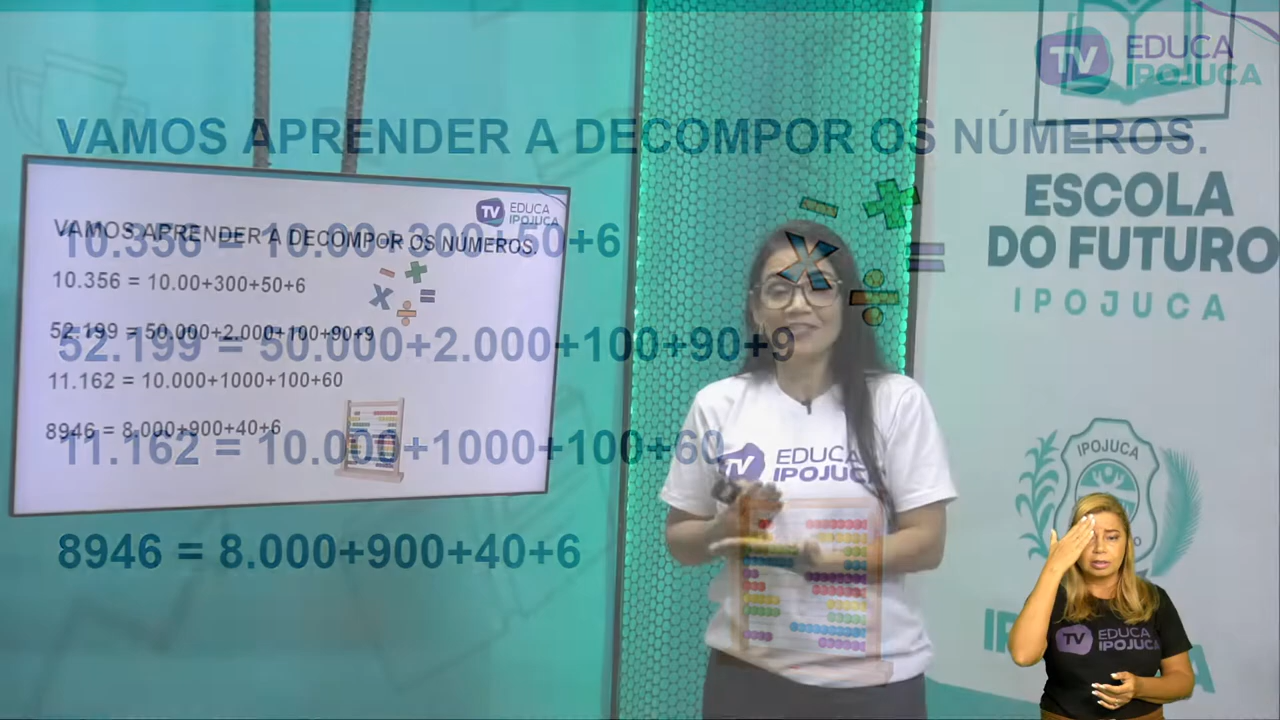 VAMOS APRENDER A DECOMPOR OS NÚMEROS.
10.356 = 10.00+300+50+6
52.199 = 50.000+2.000+100+90+9
11.162 = 10.000+1000+100+60
8946 = 8.000+900+40+6
TV EDUCA
IPOJUCA
VAMOS APRENDER A DECOMPOR OS NÚMEROS.
10.356 = 10.00+300+50+6
52.199 = 50.000+2.000+100+90+9
11.162 = 10.000+1000+100+60
8946 = 8.000+900+40+6
TV EDUCA
IPOJUCA
ESCOLA
DO FUTURO
IPOJUCA
IPOJUCA
TV EDUCA
IPOJUCA
TV EDUCA
IPOJUCA